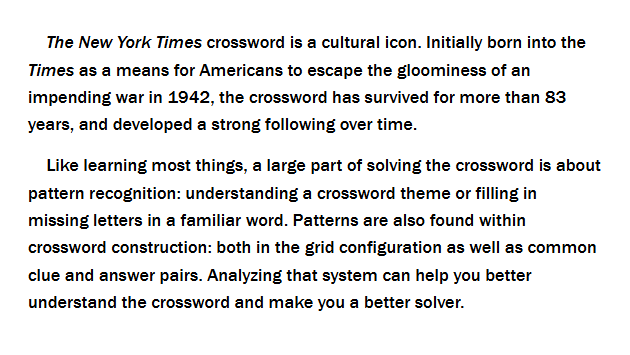 The New York Times crossword is a cultural icon. Initially born into the
Times as a means for Americans to escape the gloominess of an
impending war in 1942, the crossword has survived for more than 83
years, and developed a strong following over time.
Like learning most things, a large part of solving the crossword is about
pattern recognition: understanding a crossword theme or filling in
missing letters in a familiar word. Patterns are also found within
crossword construction: both in the grid configuration as well as common
clue and answer pairs. Analyzing that system can help you better
understand the crossword and make you a better solver.